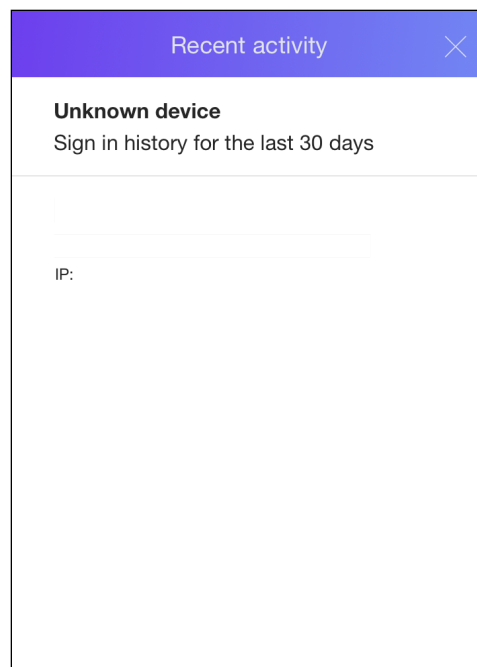 Recent activity
Unknown device
Sign in history for the last 30 days
IP: